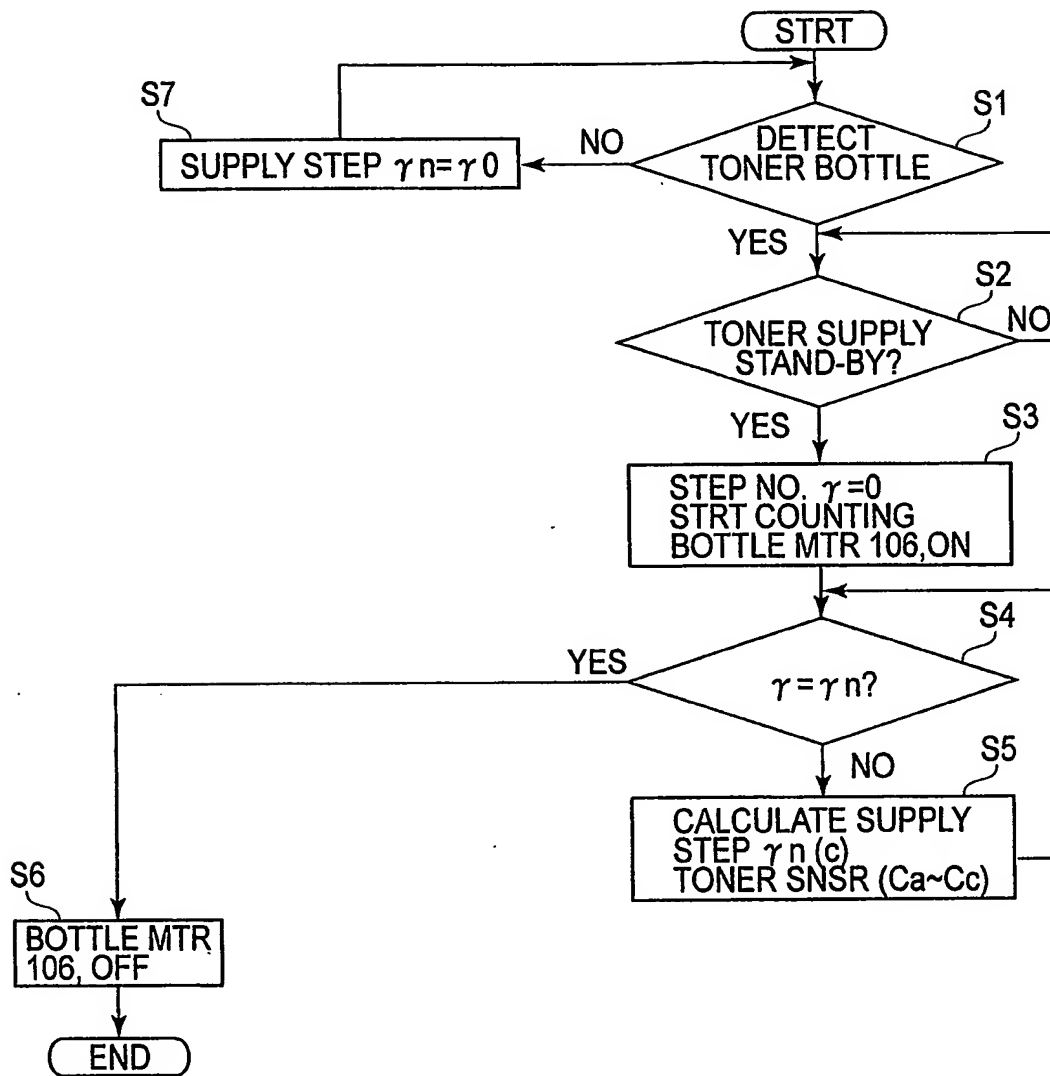 STRT
S7
SUPPLY STEP γn=γ0
NO
S1
DETECT
TONER BOTTLE
YES
S2
TONER SUPPLY
STAND-BY?
NO
YES
S3
STEP NO. γ=0
STRT COUNTING
BOTTLE MTR 106,ON
S4
YES
γ=γn?
NO
S5
CALCULATE SUPPLY
STEP γn (c)
TONER SNSR (Ca~Cc)
S6
BOTTLE MTR
106, OFF
END